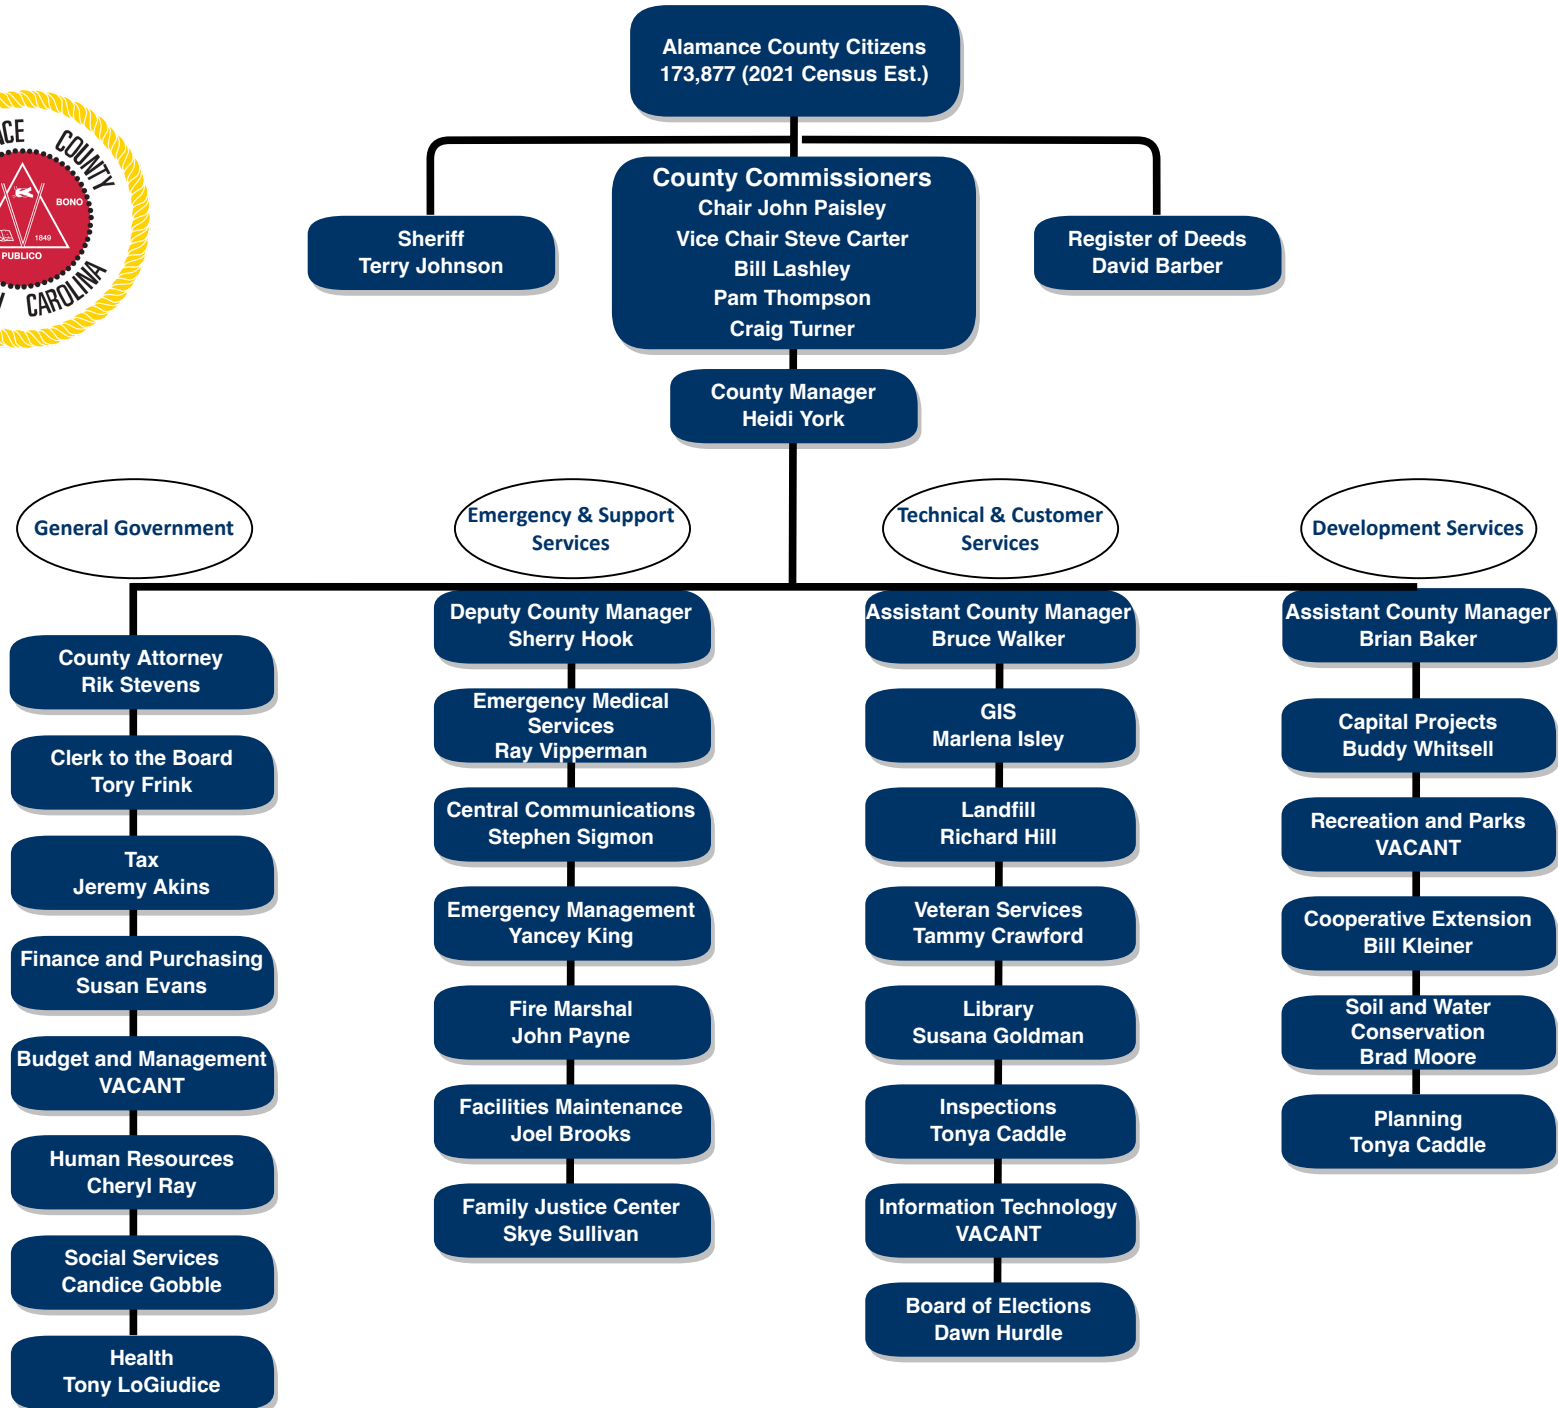 Alamance County Citizens
173,877 (2021 Census Est.)
COUNTY
BONO
1849
PUBLICO
CAROLINA
County Commissioners
Chair John Paisley
Vice Chair Steve Carter
Bill Lashley
Pam Thompson
Craig Turner
Sheriff
Terry Johnson
Register of Deeds
David Barber
County Manager
Heidi York
General Government
Emergency & Support
Services
Technical & Customer
Services
Development Services
County Attorney
Rik Stevens
Clerk to the Board
Tory Frink
Tax
Jeremy Akins
Finance and Purchasing
Susan Evans
Budget and Management
VACANT
Human Resources
Cheryl Ray
Social Services
Candice Gobble
Health
Tony LoGiudice
Deputy County Manager
Sherry Hook
Emergency Medical
Services
Ray Vipperman
Central Communications
Stephen Sigmon
Emergency Management
Yancey King
Fire Marshal
John Payne
Facilities Maintenance
Joel Brooks
Family Justice Center
Skye Sullivan
Assistant County Manager
Bruce Walker
GIS
Marlena Isley
Landfill
Richard Hill
Veteran Services
Tammy Crawford
Library
Susana Goldman
Inspections
Tonya Caddle
Information Technology
VACANT
Board of Elections
Dawn Hurdle
Assistant County Manager
Brian Baker
Capital Projects
Buddy Whitsell
Recreation and Parks
VACANT
Cooperative Extension
Bill Kleiner
Soil and Water
Conservation
Brad Moore
Planning
Tonya Caddle